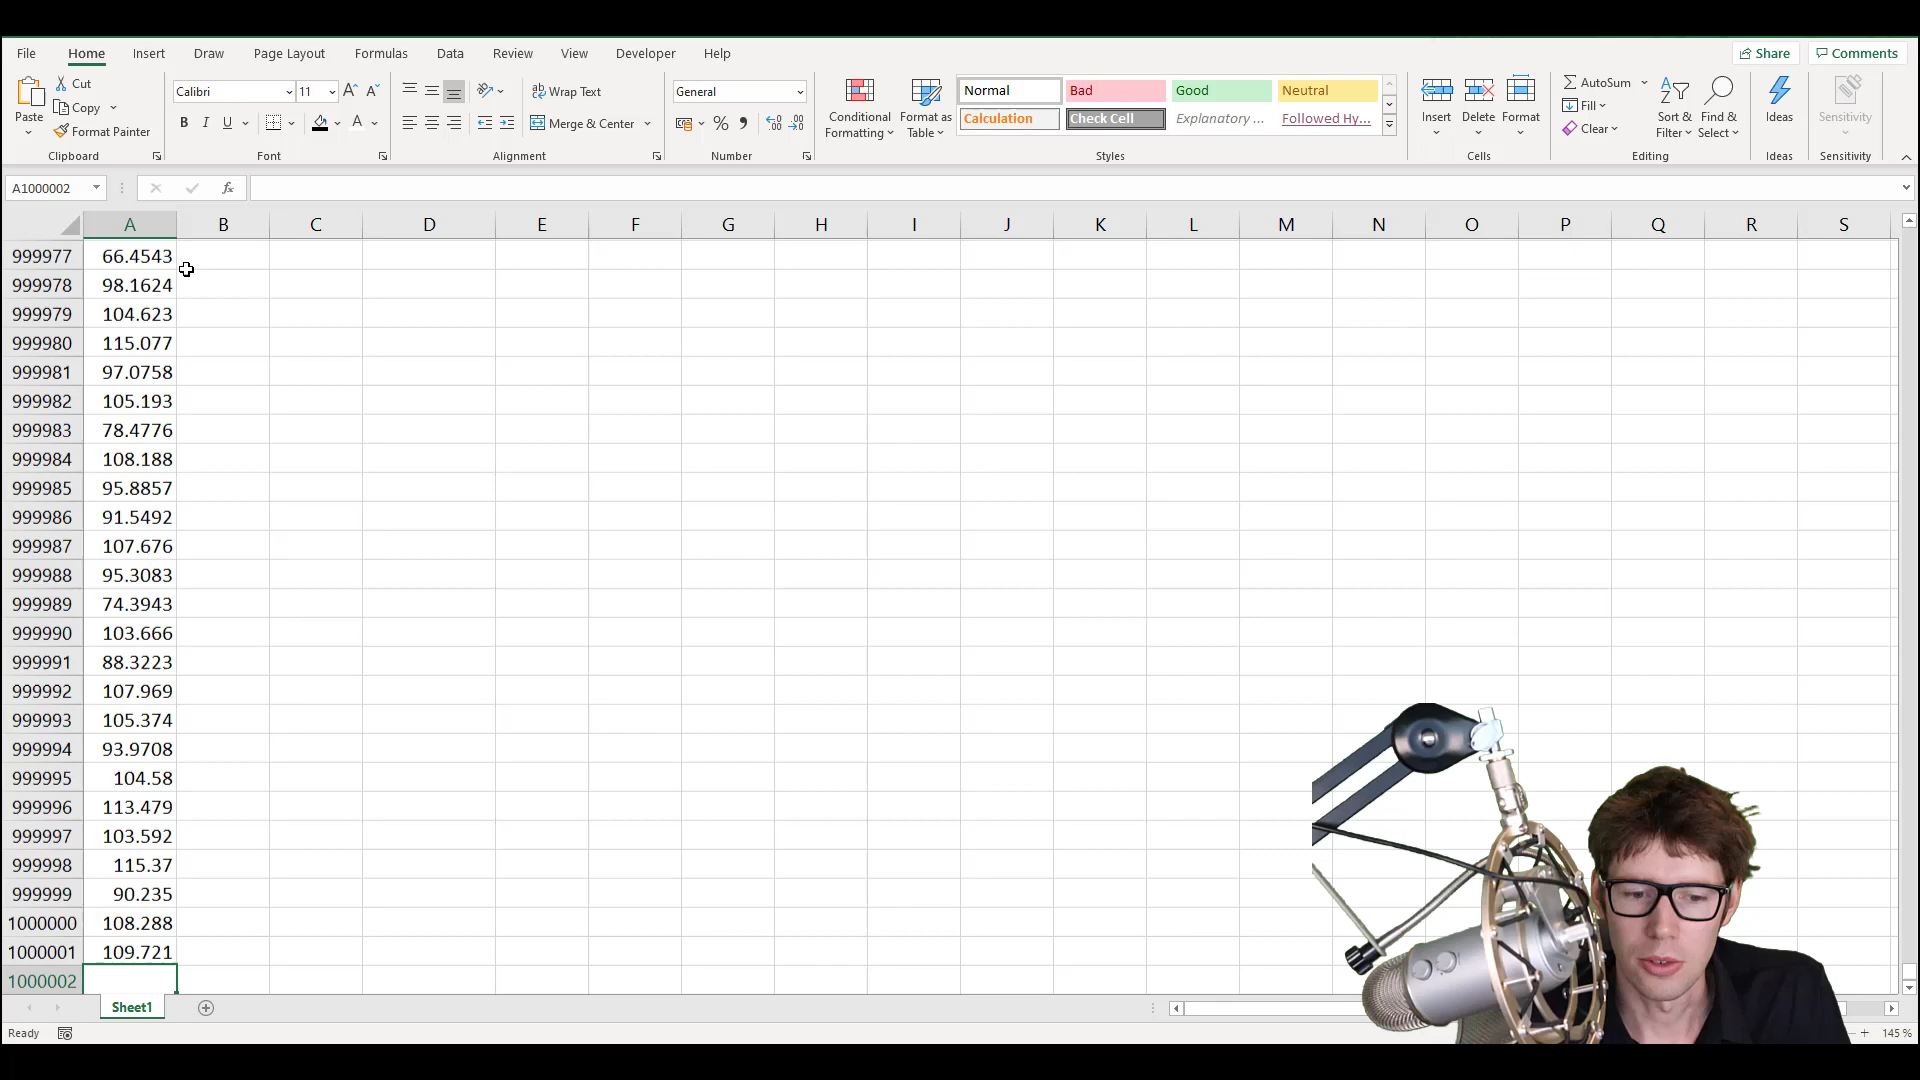 File Home Insert Draw Page Layout Formulas Data Review View Developer Help Share Comments
Paste Cut Copy Format Painter Clipboard
Calibri 11 A A B I U A Font
Wrap Text Merge & Center Alignment
General % Number
Conditional Formatting Format as Table Normal Bad Good Neutral
Calculation Check Cell Explanatory ... Followed Hy... Styles
Insert Delete Format Cells
AutoSum Fill Clear Sort & Filter Find & Select Editing
Ideas Ideas
Sensitivity Sensitivity
A1000002 fx
A B C D E F G H I J K L M N O P Q R S
999977 66.4543
999978 98.1624
999979 104.623
999980 115.077
999981 97.0758
999982 105.193
999983 78.4776
999984 108.188
999985 95.8857
999986 91.5492
999987 107.676
999988 95.3083
999989 74.3943
999990 103.666
999991 88.3223
999992 107.969
999993 105.374
999994 93.9708
999995 104.58
999996 113.479
999997 103.592
999998 115.37
999999 90.235
1000000 108.288
1000001 109.721
1000002
Sheet1
Ready 145 %